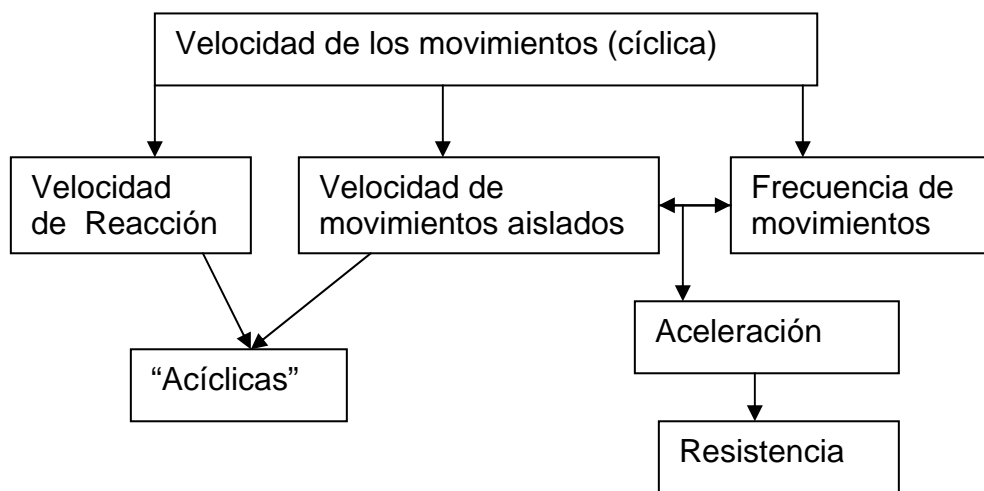 Velocidad de los movimientos (cíclica)
Velocidad
de Reacción
Velocidad de
movimientos aislados
Frecuencia de
movimientos
Aceleración
“Acíclicas”
Resistencia